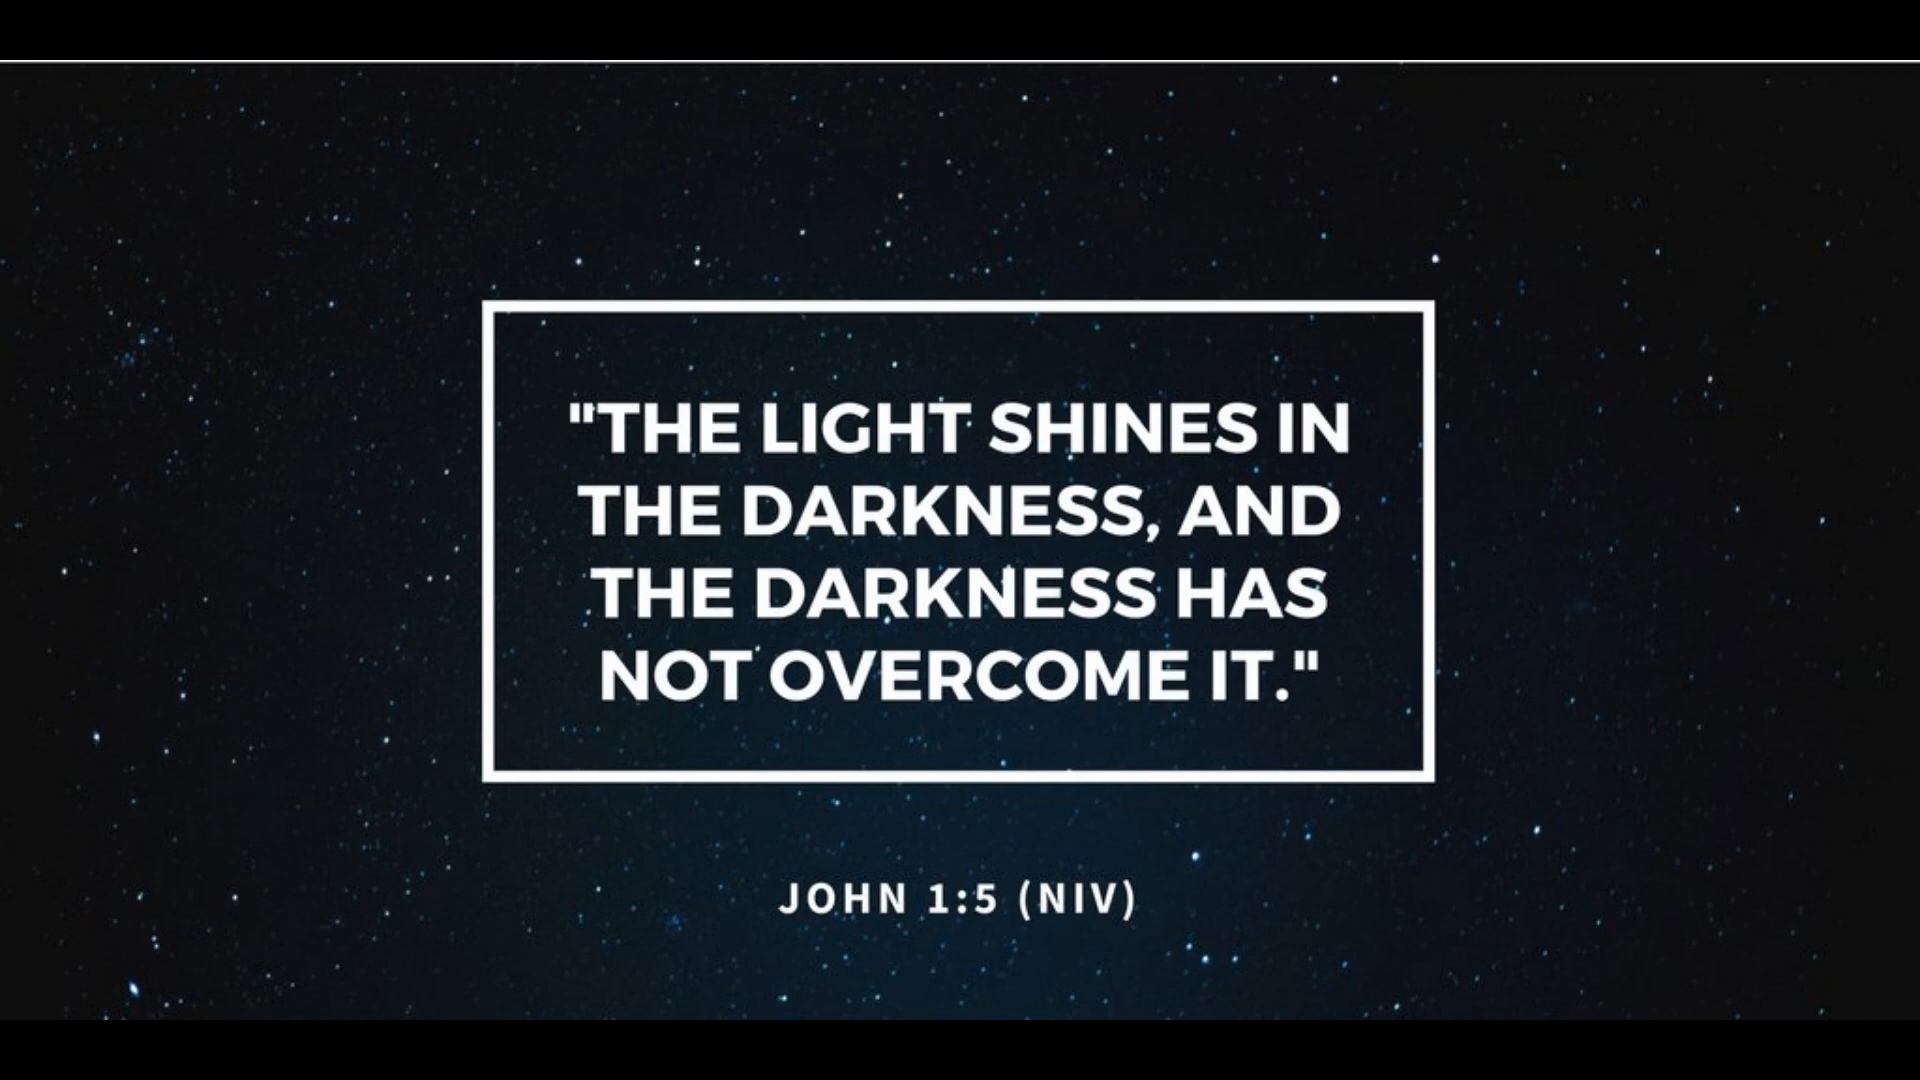 "THE LIGHT SHINES IN
THE DARKNESS, AND
THE DARKNESS HAS
NOT OVERCOME IT."
JOHN 1:5 (NIV)